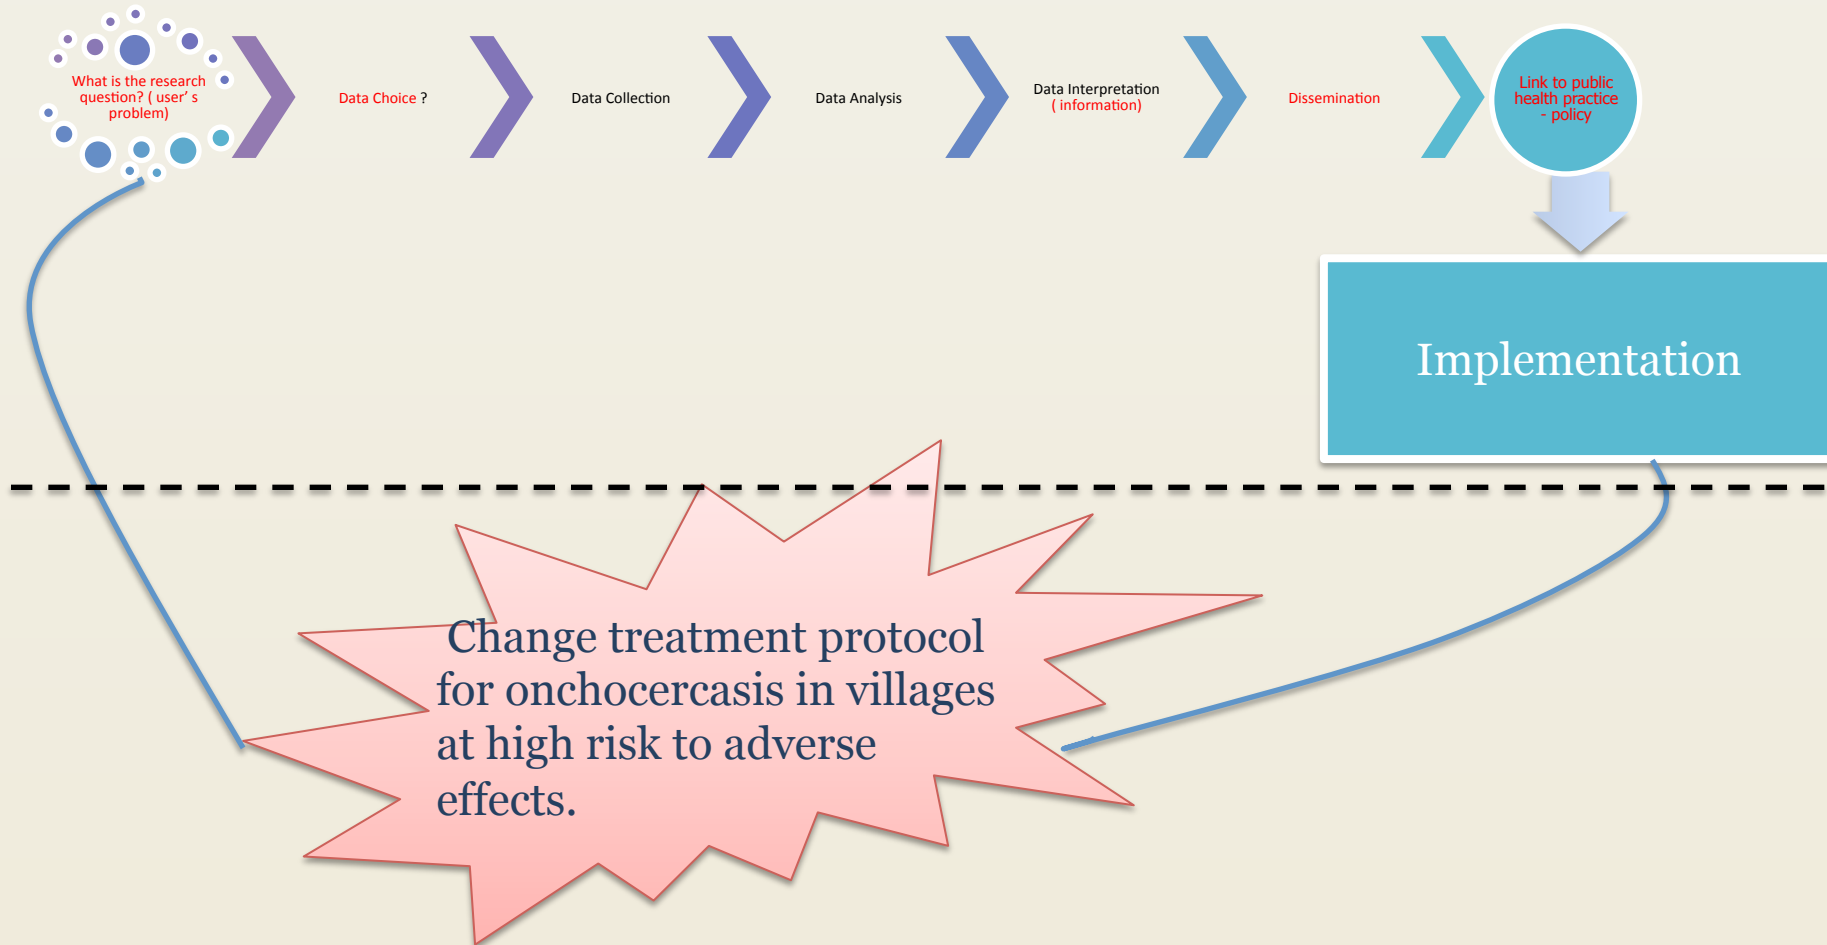 What is the research
question? ( user’ s
problem)
Data Choice ?
Data Collection
Data Analysis
Data Interpretation
( information)
Dissemination
Link to public
health practice
- policy
Implementation
Change treatment protocol
for onchocercasis in villages
at high risk to adverse
effects.